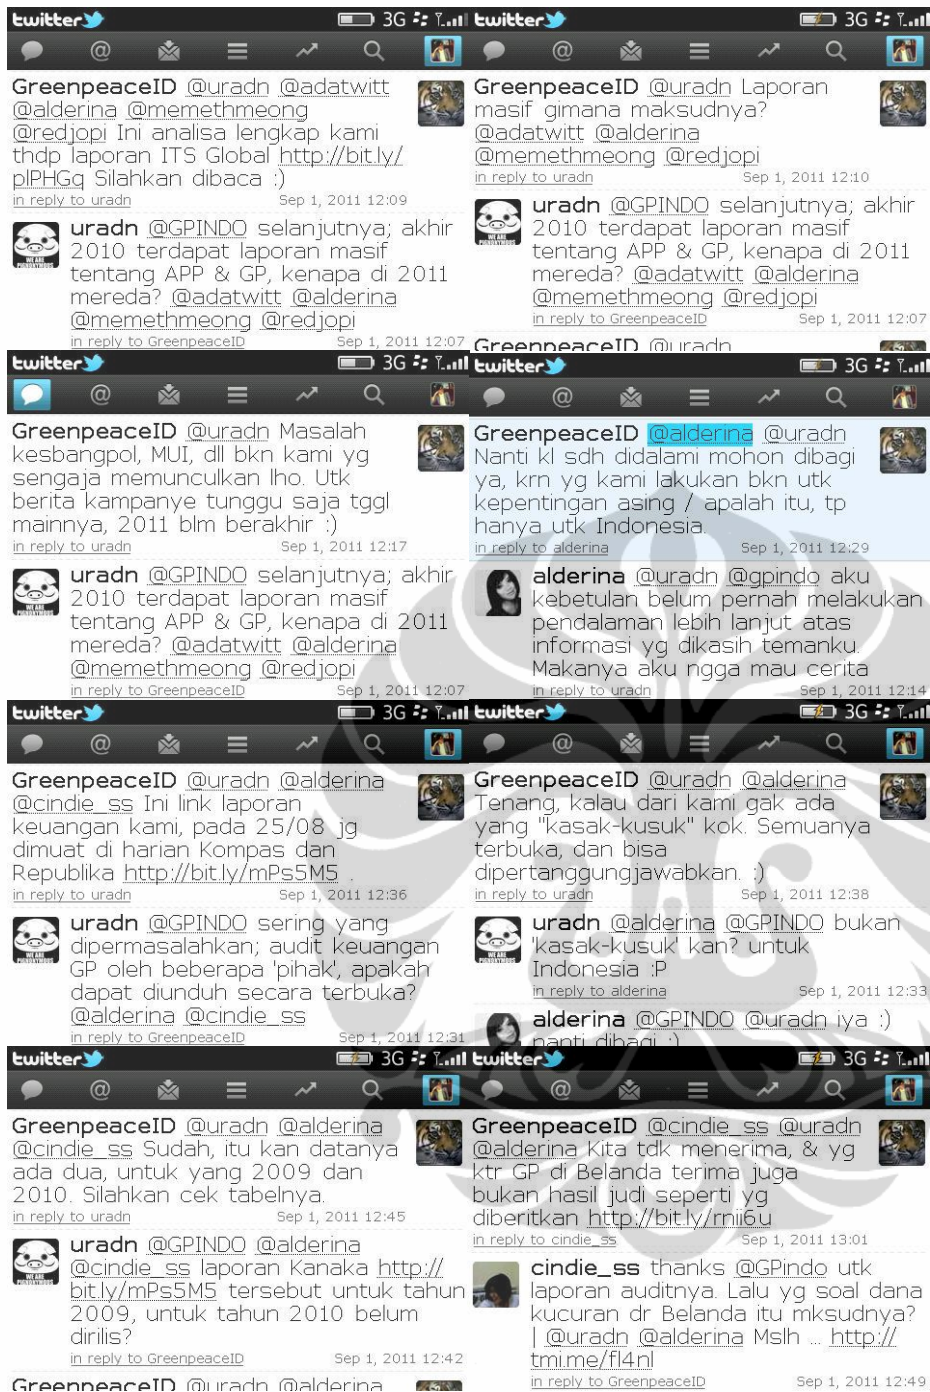 twitter
3G
GreenpeaceID @uradn @adatwitt
@alderina @memethmeong
@redjopi Ini analisa lengkap kami
thdp laporan ITS Global http://bit.ly/
plPHGq Silahkan dibaca :)
in reply to uradn Sep 1, 2011 12:09
uradn @GPINDO selanjutnya; akhir
2010 terdapat laporan masif
tentang APP & GP, kenapa di 2011
mereda? @adatwitt @alderina
@memethmeong @redjopi
in reply to GreenpeaceID Sep 1, 2011 12:07
twitter
3G
GreenpeaceID @uradn Laporan
masif gimana maksudnya?
@adatwitt @alderina
@memethmeong @redjopi
in reply to uradn Sep 1, 2011 12:10
uradn @GPINDO selanjutnya; akhir
2010 terdapat laporan masif
tentang APP & GP, kenapa di 2011
mereda? @adatwitt @alderina
@memethmeong @redjopi
in reply to GreenpeaceID Sep 1, 2011 12:07
GreenpeaceID @uradn
twitter
3G
GreenpeaceID @uradn Masalah
kesbangpol, MUI, dll bkn kami yg
sengaja memunculkan lho. Utk
berita kampanye tunggu saja tggl
mainnya, 2011 blm berakhir :)
in reply to uradn Sep 1, 2011 12:17
uradn @GPINDO selanjutnya; akhir
2010 terdapat laporan masif
tentang APP & GP, kenapa di 2011
mereda? @adatwitt @alderina
@memethmeong @redjopi
in reply to GreenpeaceID Sep 1, 2011 12:07
twitter
3G
GreenpeaceID @alderina @uradn
Nanti kl sdh didalami mohon dibagi
ya, krn yg kami lakukan bkn utk
kepentingan asing / apalah itu, tp
hanya utk Indonesia.
in reply to alderina Sep 1, 2011 12:29
alderina @uradn @gpindo aku
kebetulan belum pernah melakukan
pendalaman lebih lanjut atas
informasi yg dikasih temanku.
Makanya aku ngga mau cerita
in reply to uradn Sep 1, 2011 12:14
twitter
3G
GreenpeaceID @uradn @alderina
@cindie_ss Ini link laporan
keuangan kami, pada 25/08 jg
dimuat di harian Kompas dan
Republika http://bit.ly/mPs5M5 .
in reply to uradn Sep 1, 2011 12:36
uradn @GPINDO sering yang
dipermasalahkan; audit keuangan
GP oleh beberapa 'pihak', apakah
dapat diunduh secara terbuka?
@alderina @cindie_ss
in reply to GreenpeaceID Sep 1, 2011 12:31
twitter
3G
GreenpeaceID @uradn @alderina
Tenang, kalau dari kami gak ada
yang "kasak-kusuk" kok. Semuanya
terbuka, dan bisa
dipertanggungjawabkan. :)
in reply to uradn Sep 1, 2011 12:38
uradn @alderina @GPINDO bukan
'kasak-kusuk' kan? untuk
Indonesia :P
in reply to alderina Sep 1, 2011 12:33
alderina @GPINDO @uradn iya :)
nanti dibagi :)
twitter
3G
GreenpeaceID @uradn @alderina
@cindie_ss Sudah, itu kan datanya
ada dua, untuk yang 2009 dan
2010. Silahkan cek tabelnya.
in reply to uradn Sep 1, 2011 12:45
uradn @GPINDO @alderina
@cindie_ss laporan Kanaka http://
bit.ly/mPs5M5 tersebut untuk tahun
2009, untuk tahun 2010 belum
dirilis?
in reply to GreenpeaceID Sep 1, 2011 12:42
GreenpeaceID @uradn @alderina
twitter
3G
GreenpeaceID @cindie_ss @uradn
@alderina Kita tdk menerima, & yg
ktr GP di Belanda terima juga
bukan hasil judi seperti yg
diberitkan http://bit.ly/rnii6u
in reply to cindie_ss Sep 1, 2011 13:01
cindie_ss thanks @GPindo utk
laporan auditnya. Lalu yg soal dana
kucuran dr Belanda itu mksudnya?
| @uradn @alderina Mslh ... http://
tmi.me/fl4nl
in reply to GreenpeaceID Sep 1, 2011 12:49